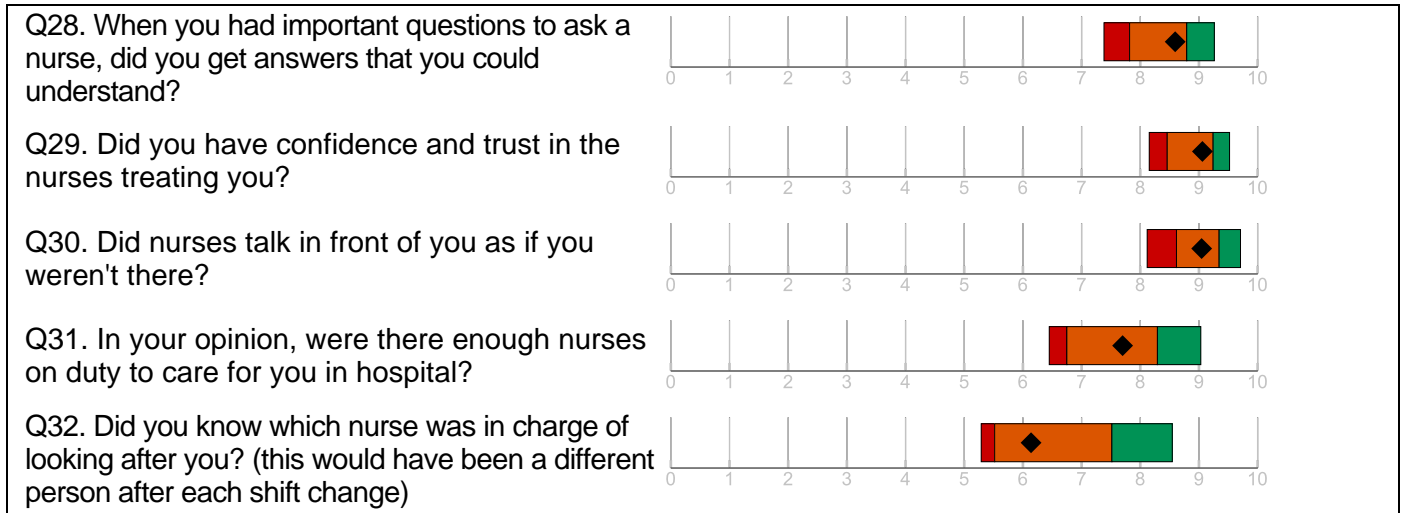 Q28. When you had important questions to ask a
nurse, did you get answers that you could
understand?
0 1 2 3 4 5 6 7 8 9 10
Q29. Did you have confidence and trust in the
nurses treating you?
0 1 2 3 4 5 6 7 8 9 10
Q30. Did nurses talk in front of you as if you
weren't there?
0 1 2 3 4 5 6 7 8 9 10
Q31. In your opinion, were there enough nurses
on duty to care for you in hospital?
0 1 2 3 4 5 6 7 8 9 10
Q32. Did you know which nurse was in charge of
looking after you? (this would have been a different
person after each shift change)
0 1 2 3 4 5 6 7 8 9 10